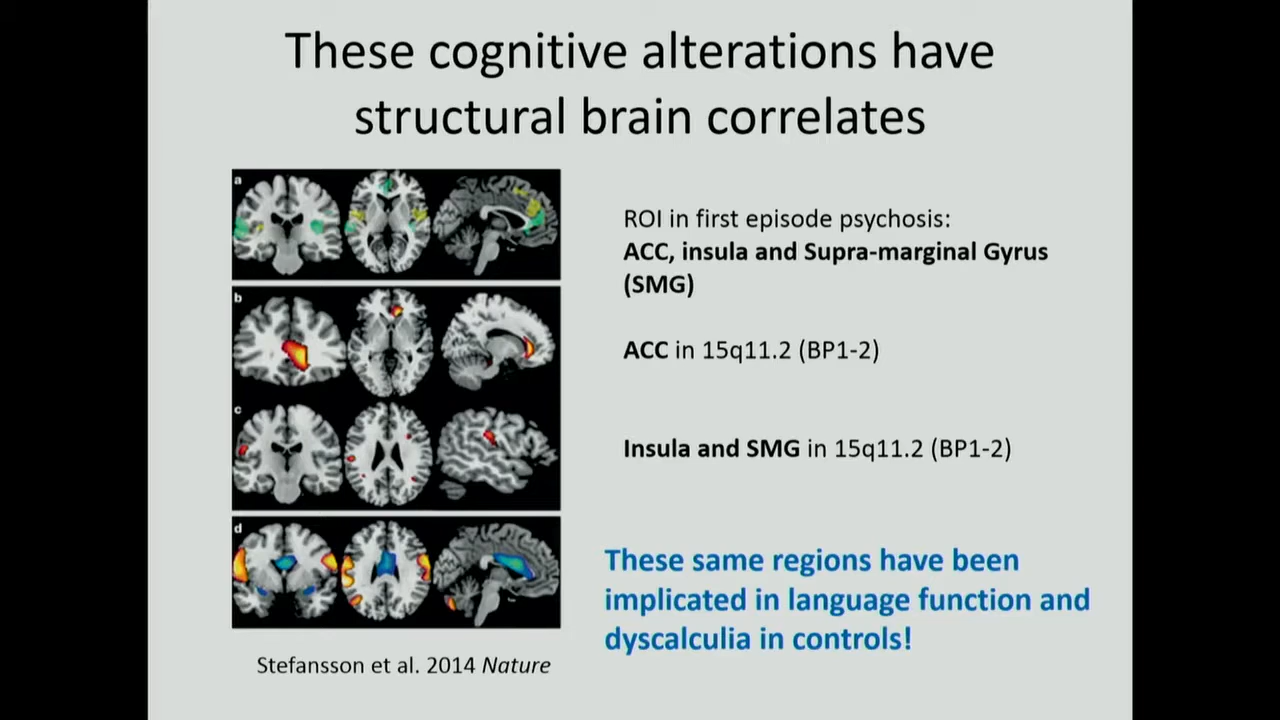 These cognitive alterations have
structural brain correlates
a
b
c
d
ROI in first episode psychosis:
ACC, insula and Supra-marginal Gyrus
(SMG)
ACC in 15q11.2 (BP1-2)
Insula and SMG in 15q11.2 (BP1-2)
These same regions have been
implicated in language function and
dyscalculia in controls!
Stefansson et al. 2014 Nature